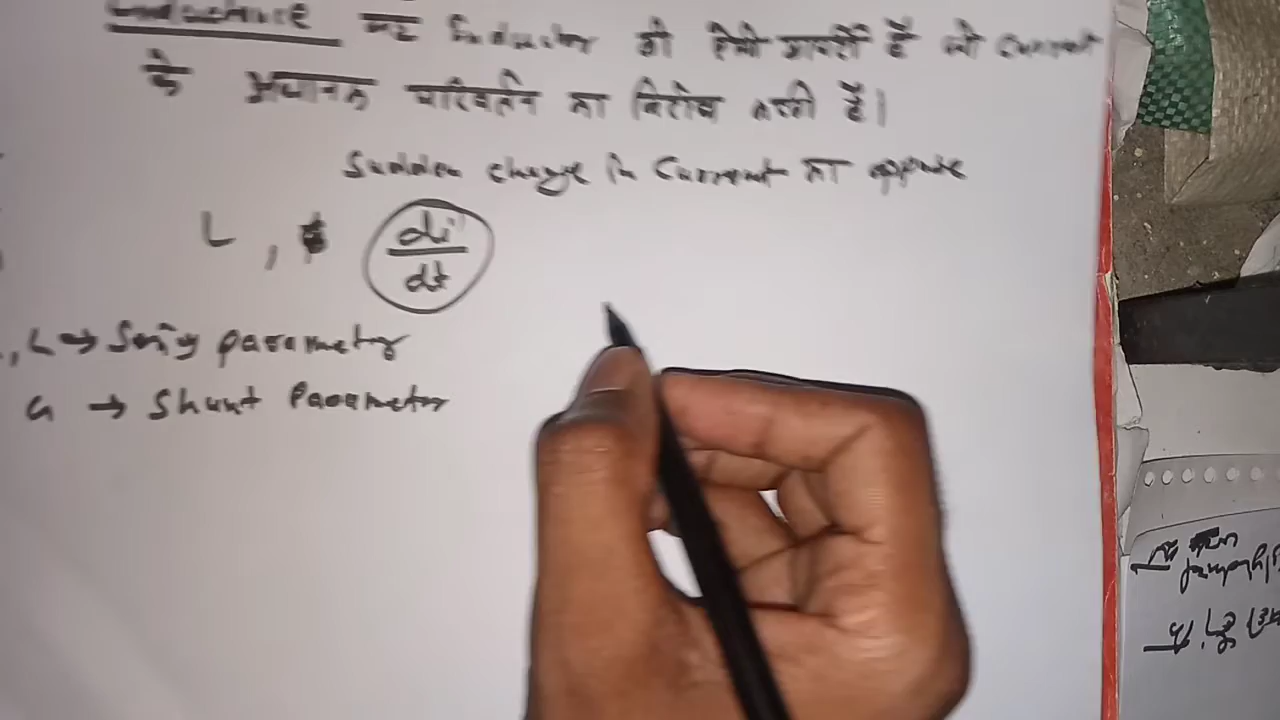 Inductance यह Inductor की ऐसी प्रापर्टी है जो Current
के अचानक परिवर्तन का विरोध करती है।
Sudden change in Current का oppose
L , di/dt
, L → Series parameter
G → Shunt Parameter